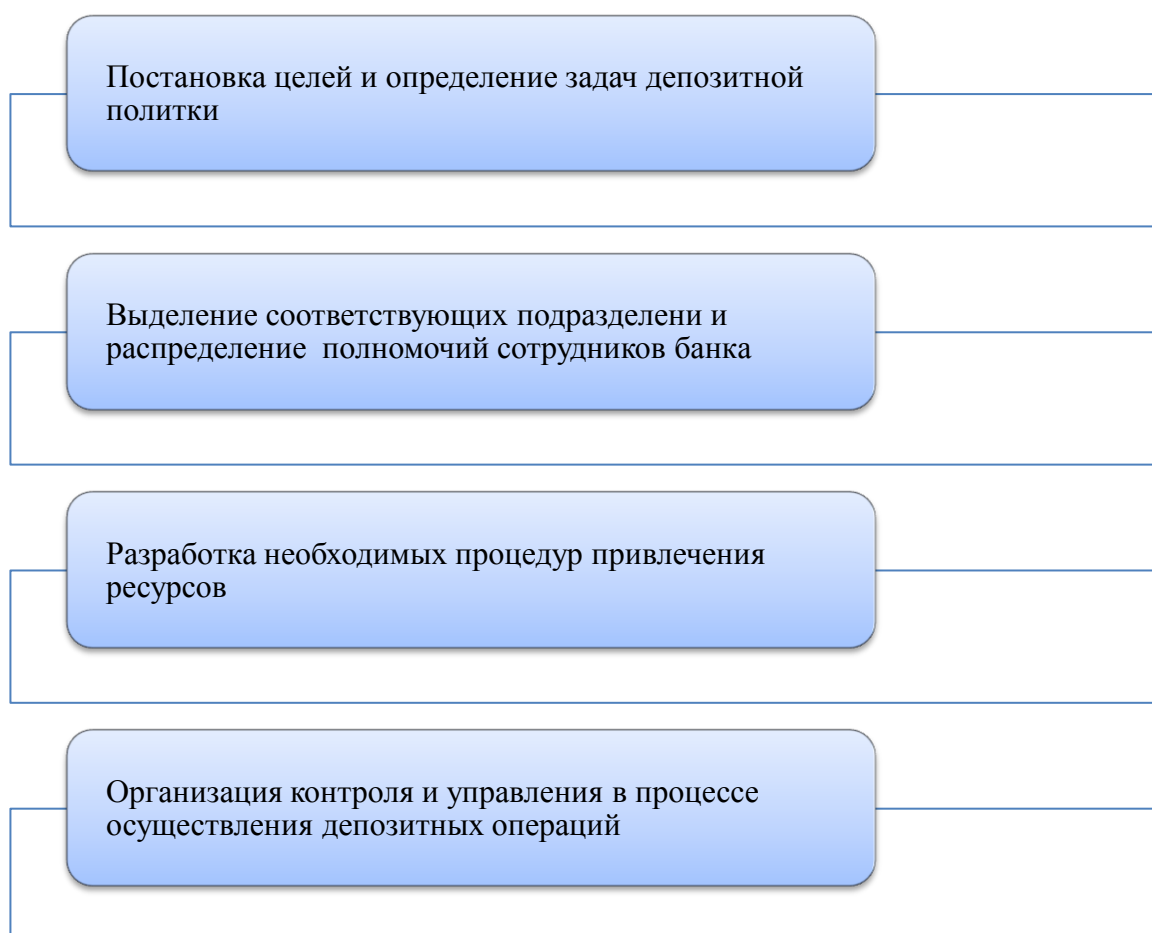 Постановка целей и определение задач депозитной
политки
Выделение соответствующих подразделени и
распределение  полномочий сотрудников банка
Разработка необходимых процедур привлечения
ресурсов
Организация контроля и управления в процессе
осуществления депозитных операций